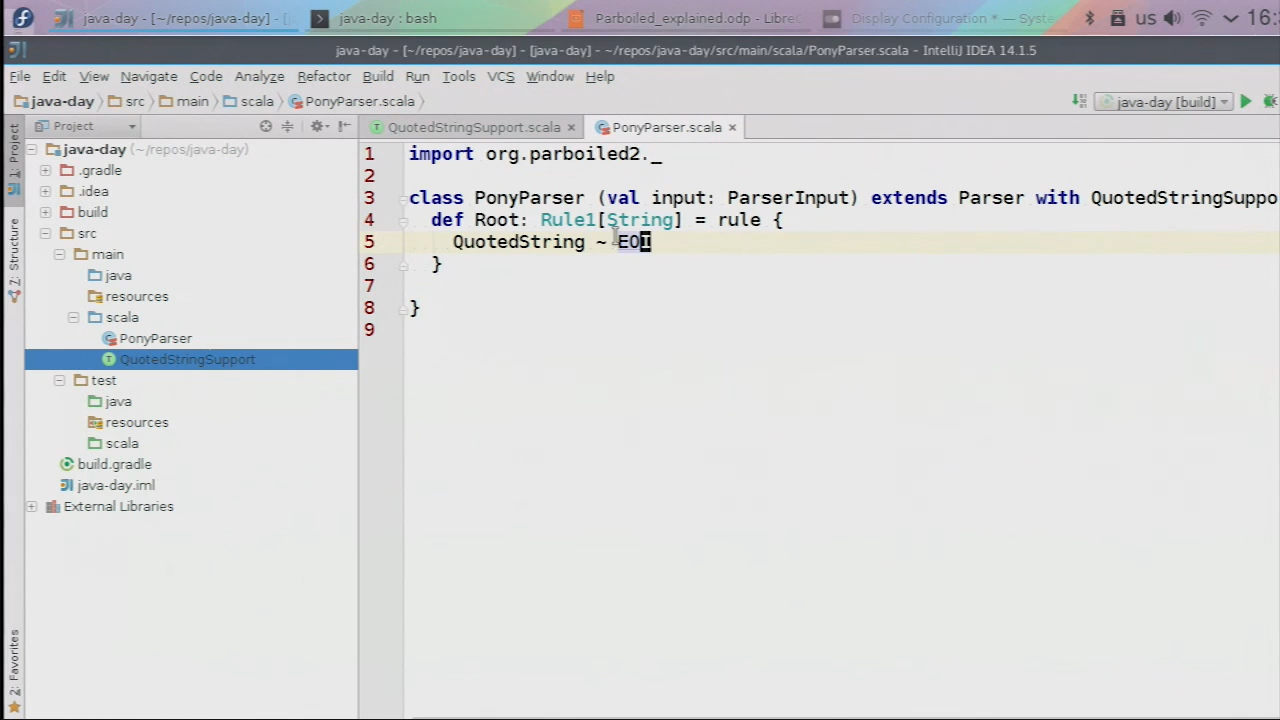 java-day - [~/repos/java-day] - [
java-day : bash
Parboiled_explained.odp - LibreC
Display Configuration * — Syste
us
16:
java-day - [~/repos/java-day] - [java-day] - ~/repos/java-day/src/main/scala/PonyParser.scala - IntelliJ IDEA 14.1.5
File Edit View Navigate Code Analyze Refactor Build Run Tools VCS Window Help
java-day src main scala PonyParser.scala java-day [build]
1: Project
7: Structure
2: Favorites
Project
java-day (~/repos/java-day)
.gradle
.idea
build
src
main
java
resources
scala
PonyParser
QuotedStringSupport
test
java
resources
scala
build.gradle
java-day.iml
External Libraries
QuotedStringSupport.scala PonyParser.scala
1 import org.parboiled2._
2
3 class PonyParser (val input: ParserInput) extends Parser with QuotedStringSuppo
4 def Root: Rule1[String] = rule {
5 QuotedString ~ EOI
6 }
7
8 }
9